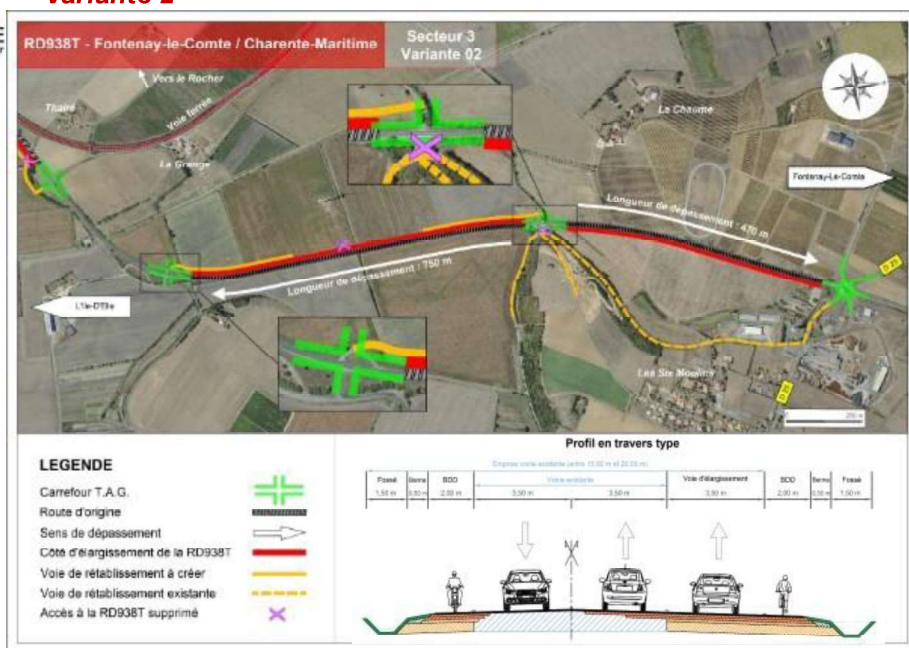 Variante 2
RD938T - Fontenay-le-Comte / Charente-Maritime
Secteur 3
Variante 02
Vers le Rocher
Thairé
Voie ferrée
La Grange
La Chaume
Fontenay-Le-Comte
Longueur de dépassement : 470 m
Longueur de dépassement : 750 m
D 25
L'Ile-D'Elle
Les Six Moulins
D 25
LEGENDE
Carrefour T.A.G.
Route d'origine
Sens de dépassement
Côté d'élargissement de la RD938T
Voie de rétablissement à créer
Voie de rétablissement existante
Accès à la RD938T supprimé
Profil en travers type
Voirie existante
Fossé Berme BDD Voie d'élargissement BDD Berme Fossé
1,50 m 0,50 m 2,00 m 3,50 m 3,50 m 3,50 m 2,00 m 0,50 m 1,50 m